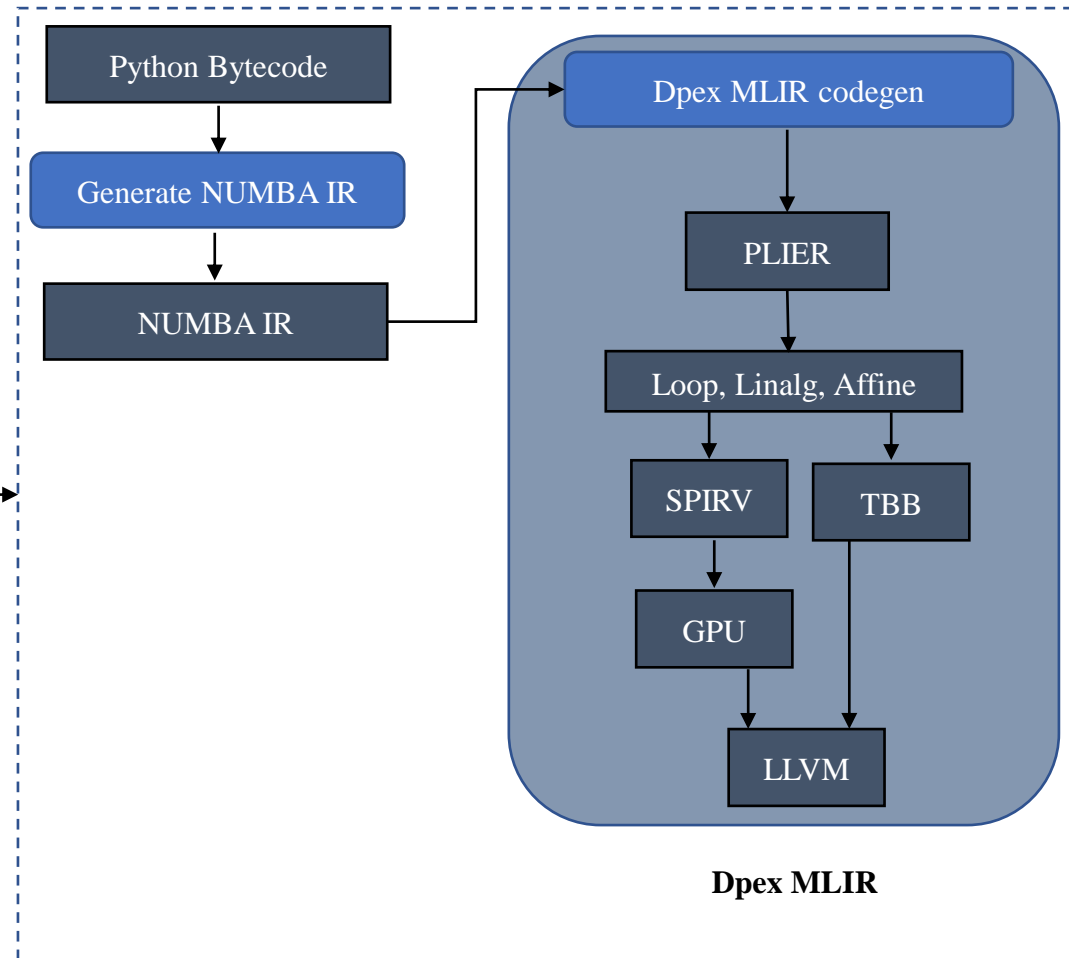 Python Bytecode
Generate NUMBA IR
NUMBA IR
Dpex MLIR codegen
PLIER
Loop, Linalg, Affine
SPIRV
TBB
GPU
LLVM
Dpex MLIR